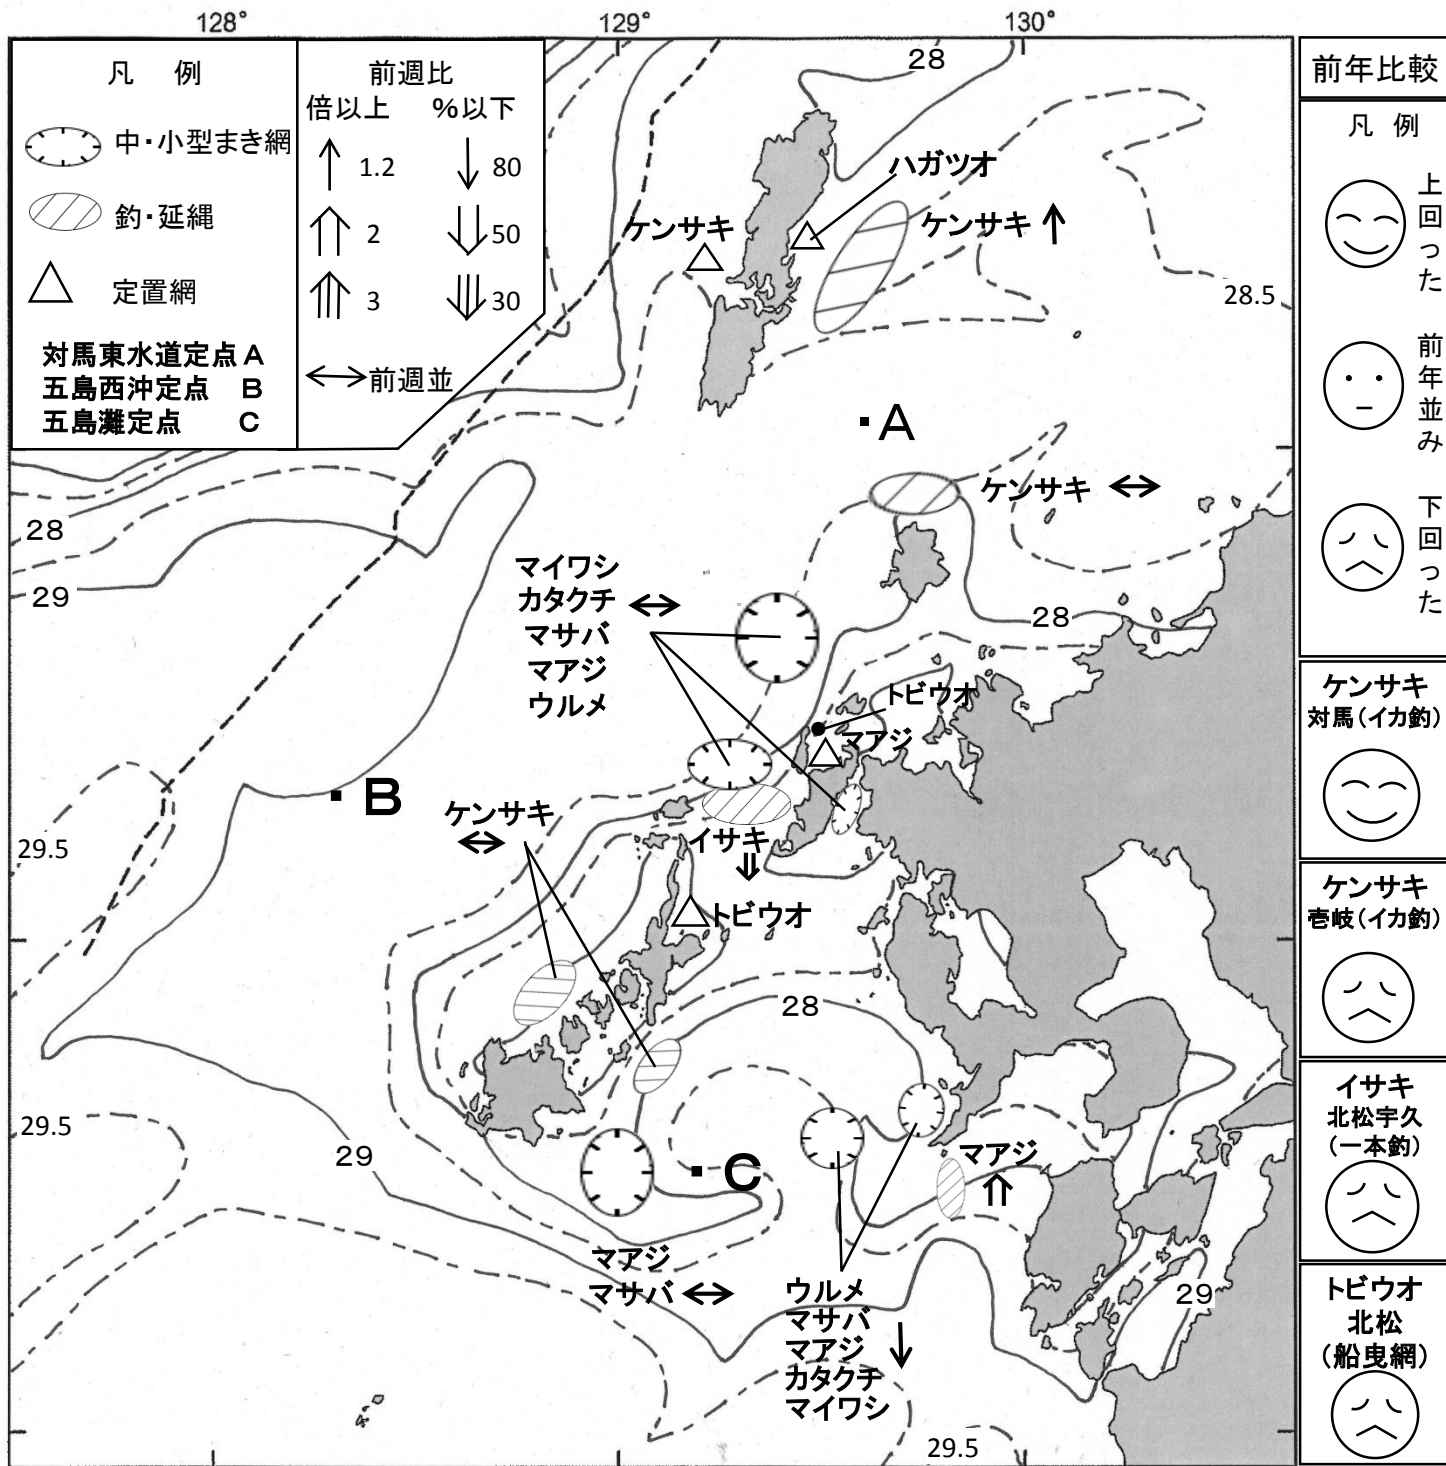 128°
129°
130°
凡 例
中・小型まき網
釣・延縄
定置網
対馬東水道定点 A
五島西沖定点 B
五島灘定点 C
前週比
倍以上 %以下
1.2 80
2 50
3 30
前週並
28
ハガツオ
ケンサキ
ケンサキ
28.5
A
ケンサキ
28
29
マイワシ
カタクチ
マサバ
マアジ
ウルメ
28
トビウオ
マアジ
B
ケンサキ
29.5
イサキ
トビウオ
28
29.5
29
C
マアジ
マアジ
マサバ
ウルメ
マサバ
マアジ
カタクチ
マイワシ
29
29.5
前年比較
凡 例
上回った
前年並み
下回った
ケンサキ
対馬(イカ釣)
ケンサキ
壱岐(イカ釣)
イサキ
北松宇久
(一本釣)
トビウオ
北松
(船曳網)